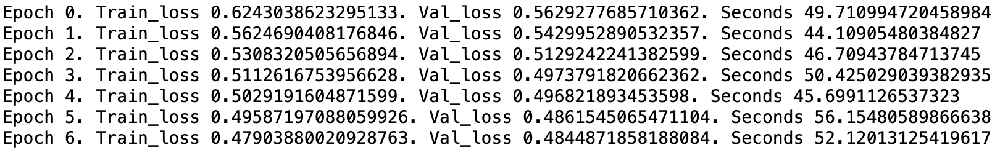 Epoch 0. Train_loss 0.6243038623295133. Val_loss 0.5629277685710362. Seconds 49.710994720458984
Epoch 1. Train_loss 0.5624690408176846. Val_loss 0.5429952890532357. Seconds 44.10905480384827
Epoch 2. Train_loss 0.5308320505656894. Val_loss 0.5129242241382599. Seconds 46.70943784713745
Epoch 3. Train_loss 0.5112616753956628. Val_loss 0.4973791820662362. Seconds 50.425029039382935
Epoch 4. Train_loss 0.5029191604871599. Val_loss 0.496821893453598. Seconds 45.6991126537323
Epoch 5. Train_loss 0.49587197088059926. Val_loss 0.4861545065471104. Seconds 56.15480589866638
Epoch 6. Train_loss 0.47903880020928763. Val_loss 0.4844871858188084. Seconds 52.12013125419617